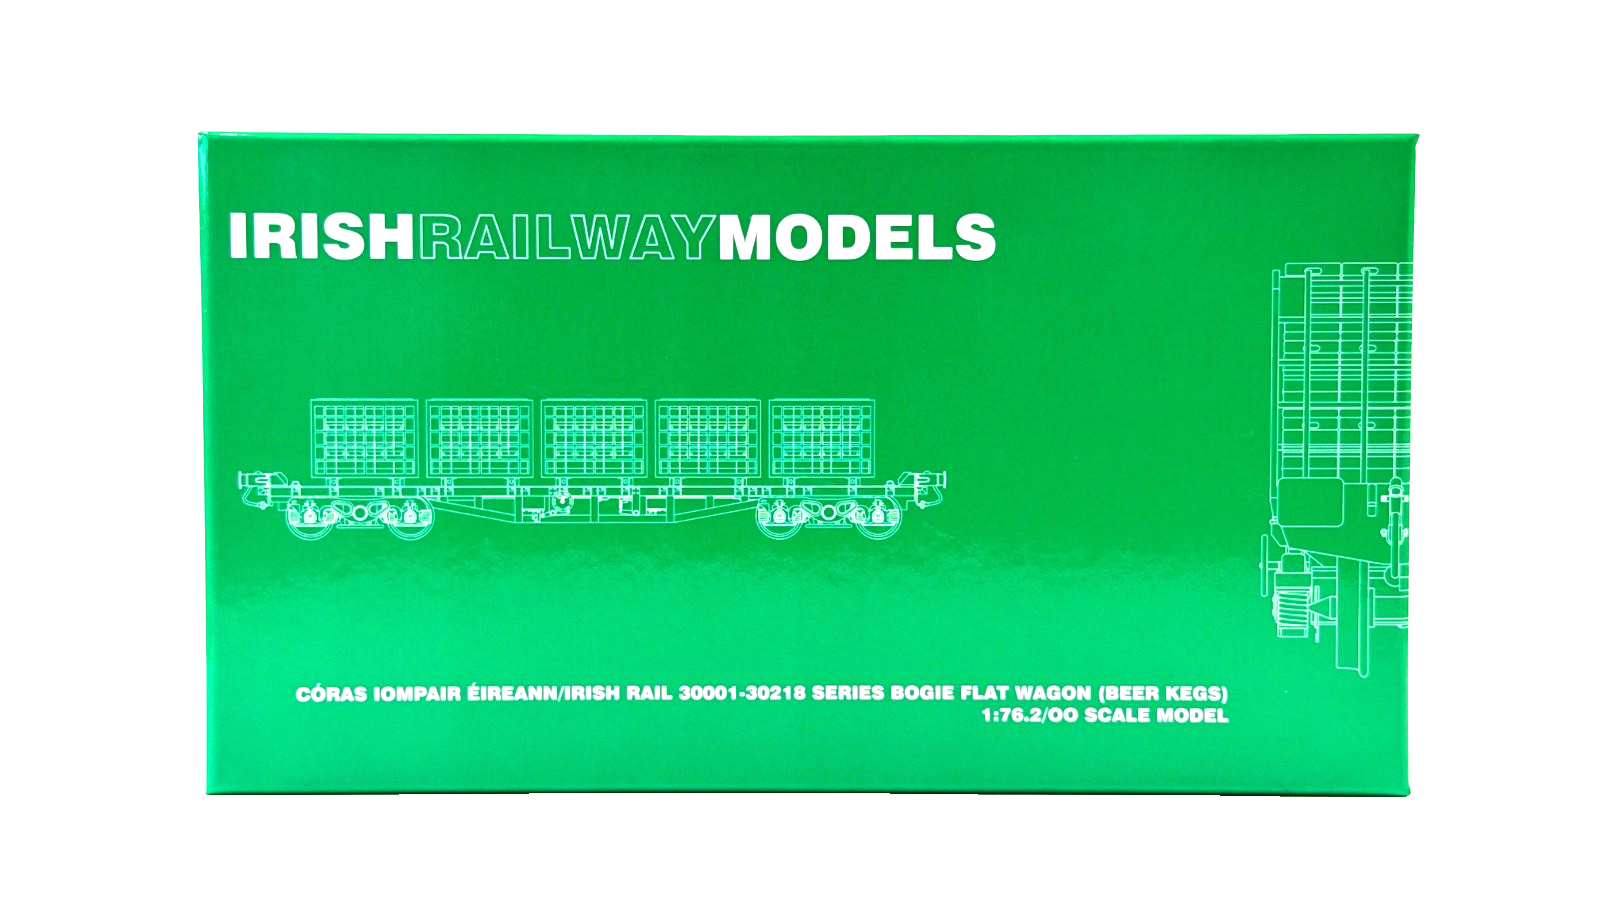 IRISHRAILWAYMODELS
CÓRAS IOMPAIR ÉIREANN/IRISH RAIL 30001-30218 SERIES BOGIE FLAT WAGON (BEER KEGS)
1:76.2/OO SCALE MODEL